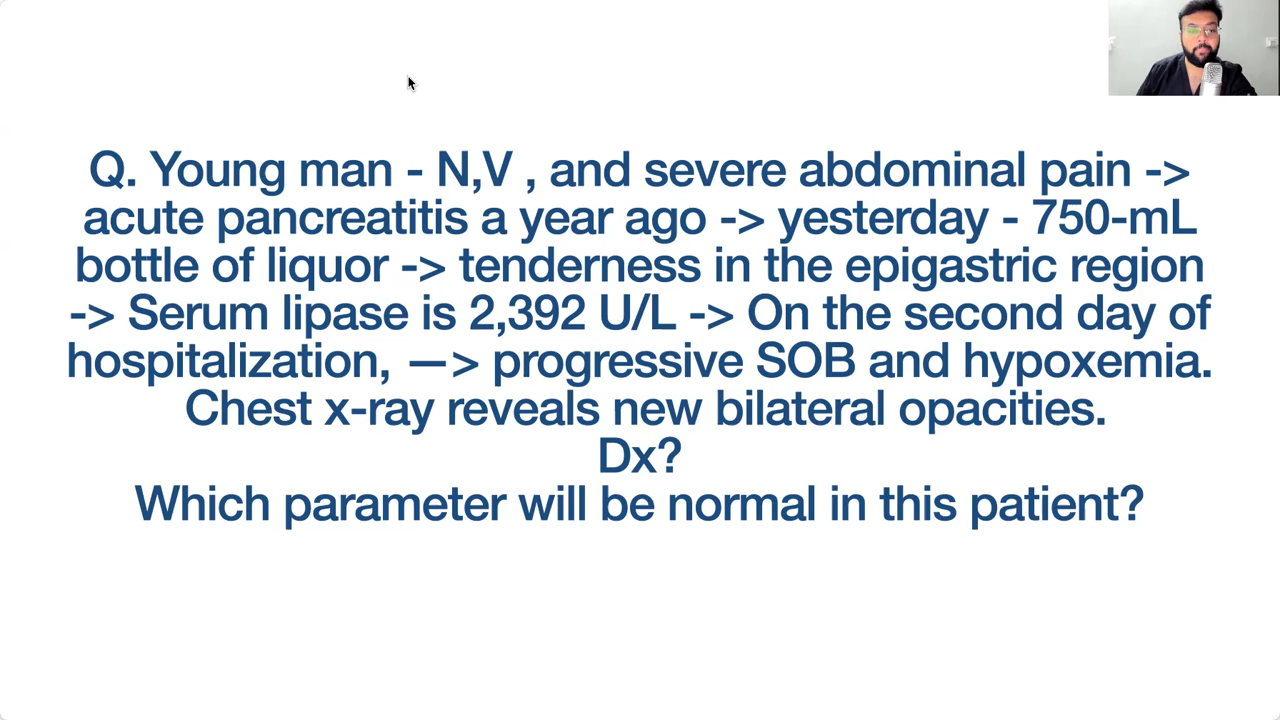 Q. Young man - N,V , and severe abdominal pain ->
acute pancreatitis a year ago -> yesterday - 750-mL
bottle of liquor -> tenderness in the epigastric region
-> Serum lipase is 2,392 U/L -> On the second day of
hospitalization, —> progressive SOB and hypoxemia.
Chest x-ray reveals new bilateral opacities.
Dx?
Which parameter will be normal in this patient?